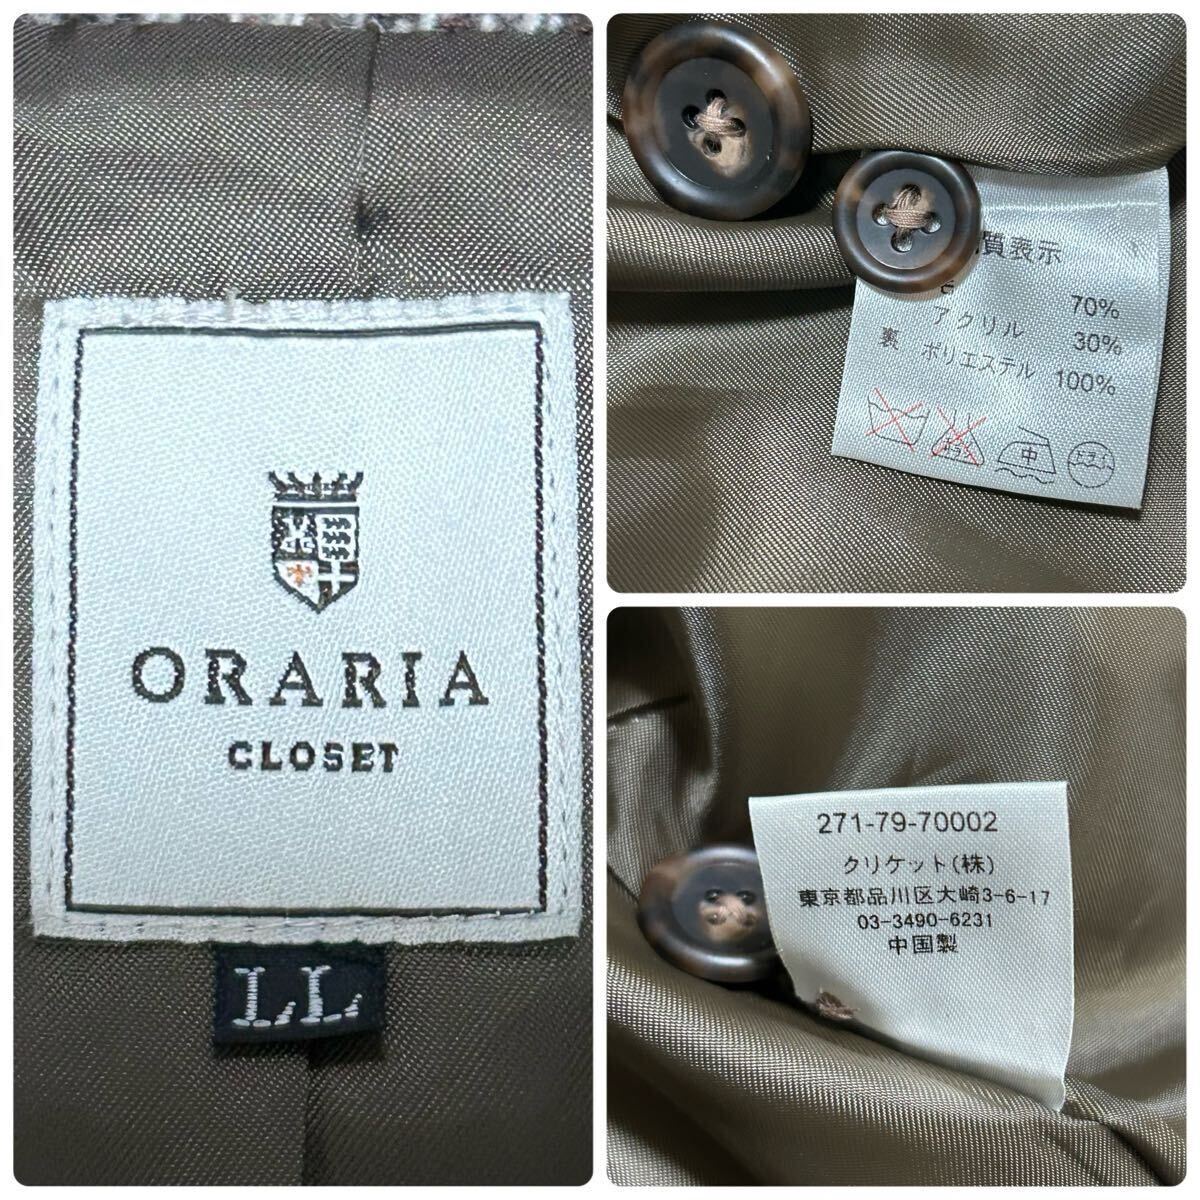 ORARIA
CLOSET
LL
質表示
70%
アクリル 30%
裏 ポリエステル 100%
中
271-79-70002
クリケット(株)
東京都品川区大崎3-6-17
03-3490-6231
中国製